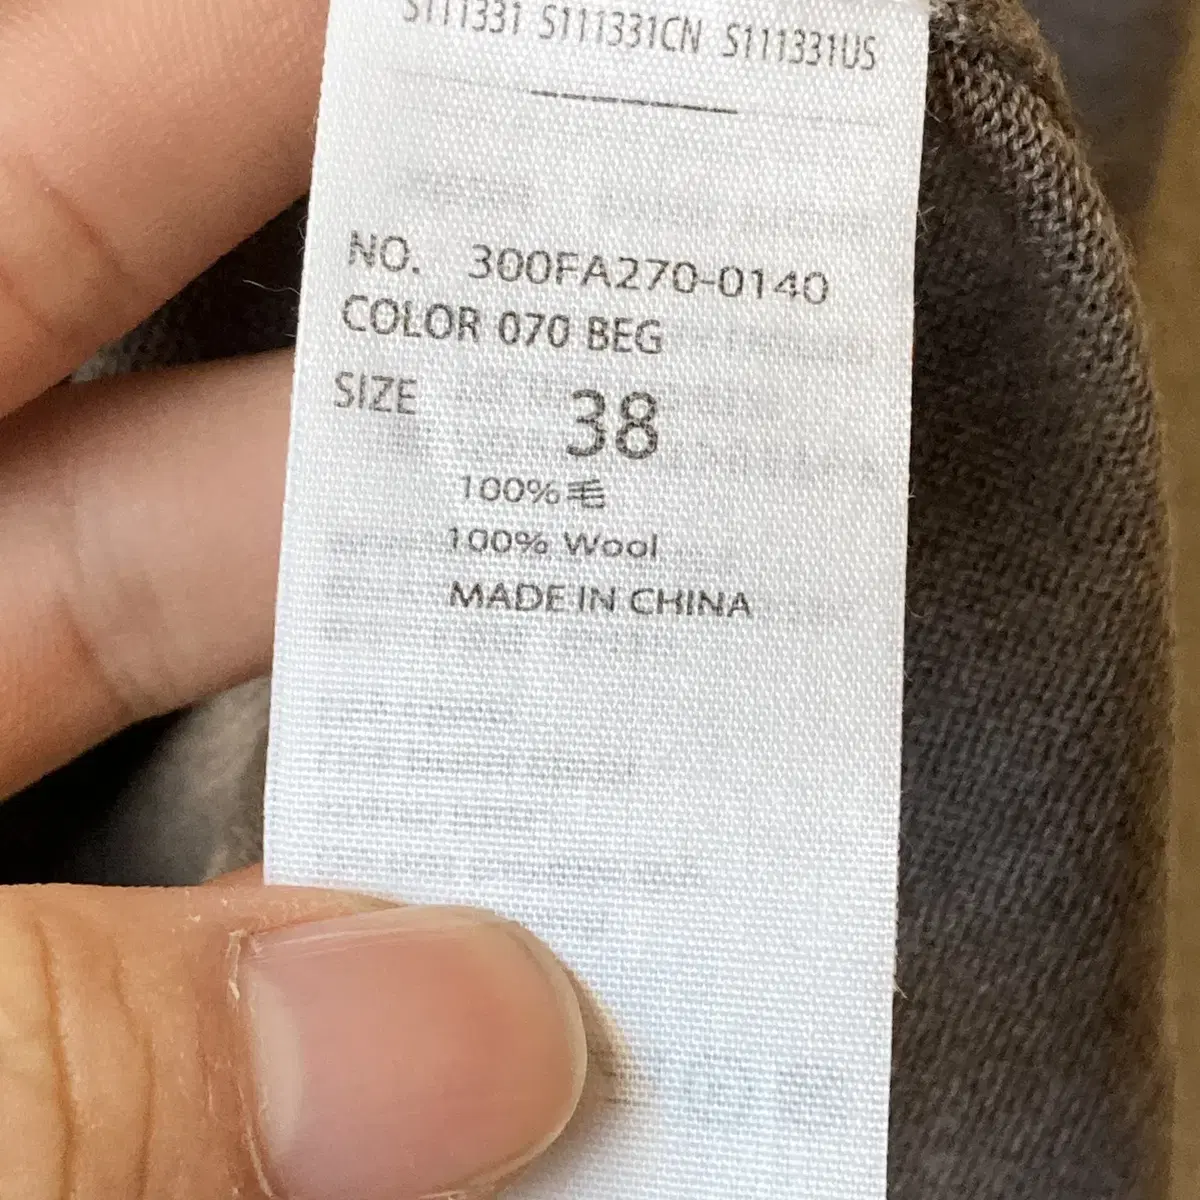 S111331 S111331CN S111331US
NO. 300FA270-0140
COLOR 070 BEG
SIZE 38
100%毛
100% Wool
MADE IN CHINA